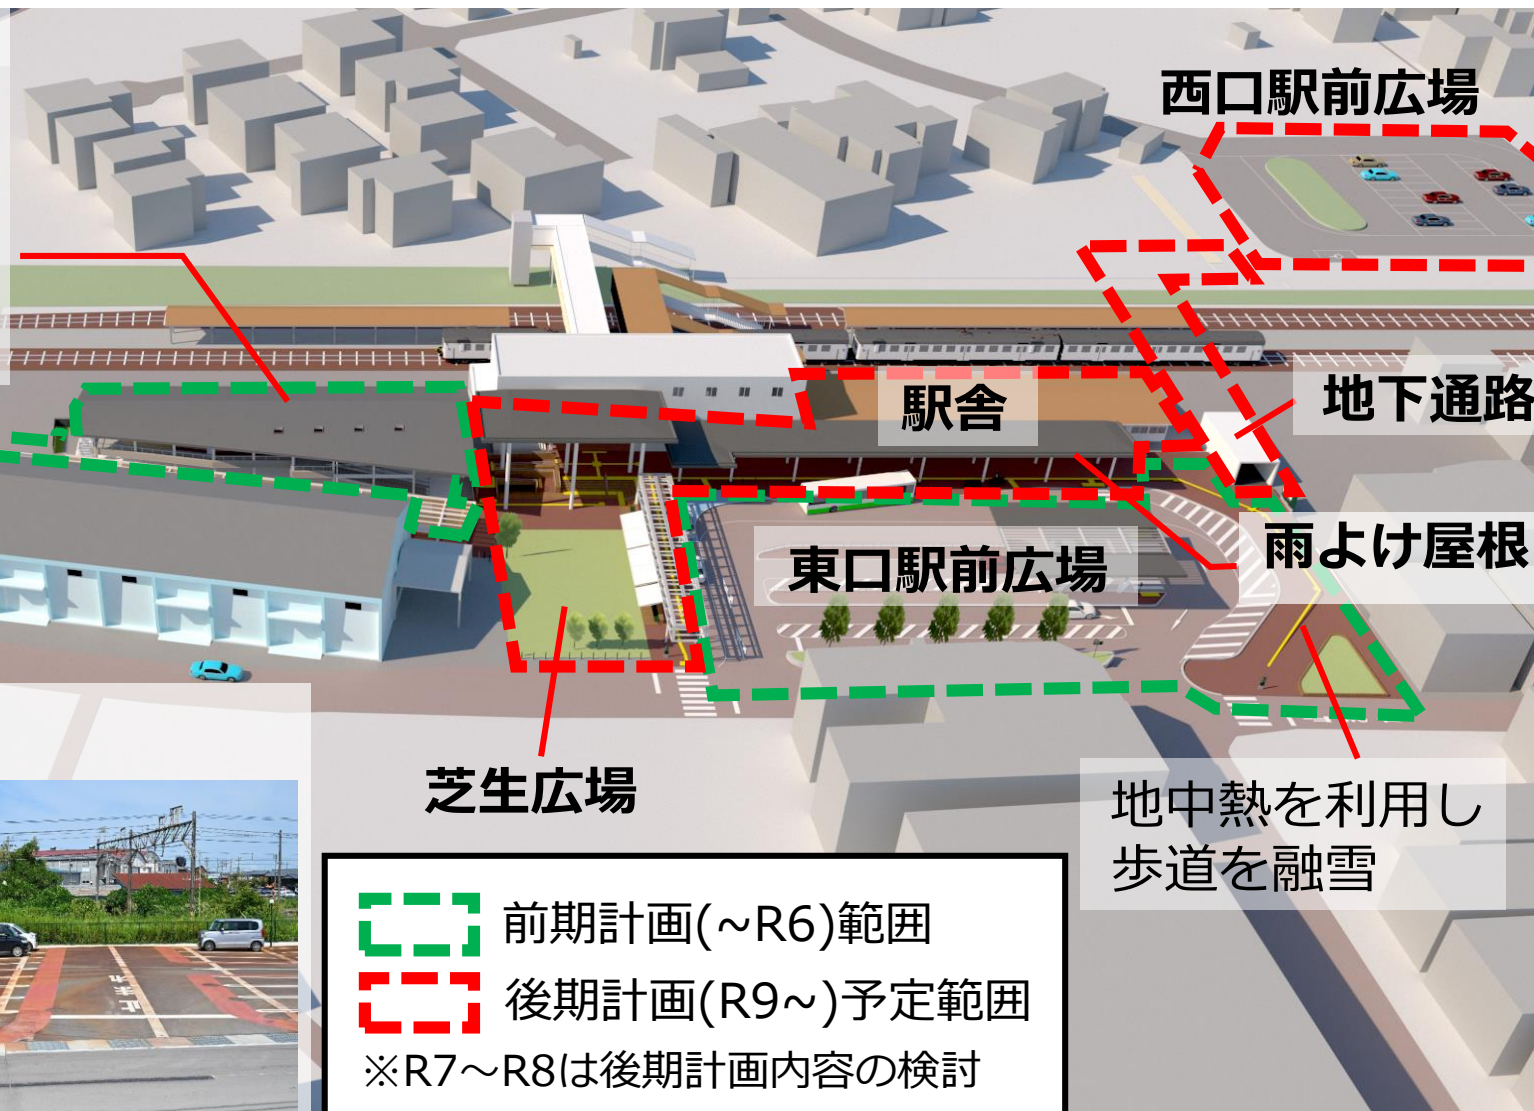 西口駅前広場
駅舎
地下通路
東口駅前広場
雨よけ屋根
芝生広場
地中熱を利用し
歩道を融雪
前期計画(~R6)範囲
後期計画(R9~)予定範囲
※R7～R8は後期計画内容の検討